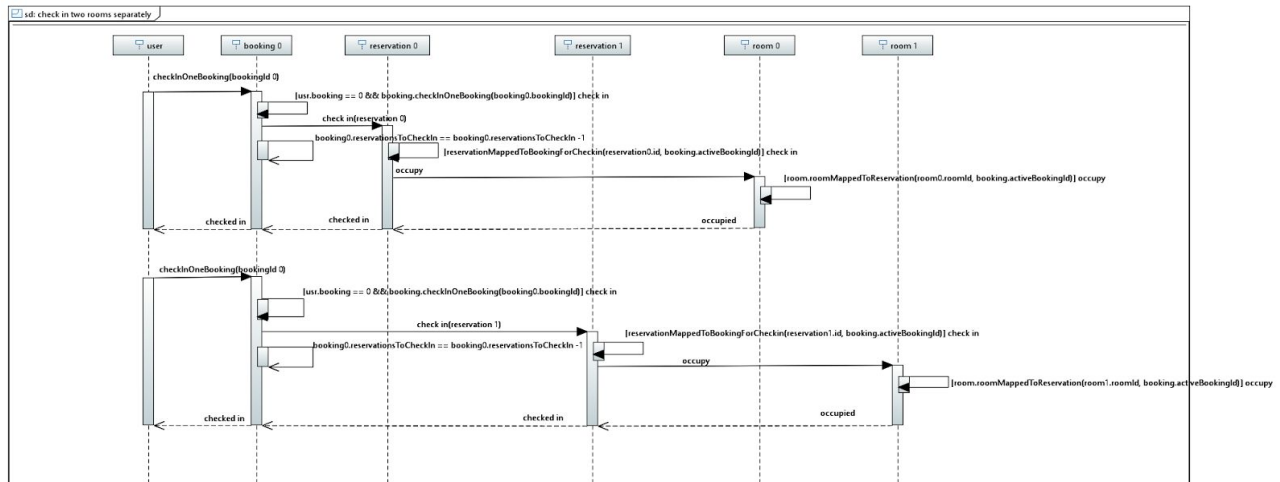 sd: check in two rooms separately
user
booking 0
reservation 0
reservation 1
room 0
room 1
checkInOneBooking(bookingId 0)
[usr.booking == 0 && booking.checkInOneBooking(booking0.bookingId)] check in
check in(reservation 0)
booking0.reservationsToCheckIn == booking0.reservationsToCheckIn -1
[reservationMappedToBookingForCheckin(reservation0.id, booking.activeBookingId)] check in
occupy
[room.roomMappedToReservation(room0.roomId, booking.activeBookingId)] occupy
checked in
checked in
occupied
checkInOneBooking(bookingId 0)
[usr.booking == 0 && booking.checkInOneBooking(booking0.bookingId)] check in
check in(reservation 1)
[reservationMappedToBookingForCheckin(reservation1.id, booking.activeBookingId)] check in
booking0.reservationsToCheckIn == booking0.reservationsToCheckIn -1
occupy
[room.roomMappedToReservation(room1.roomId, booking.activeBookingId)] occupy
checked in
checked in
occupied